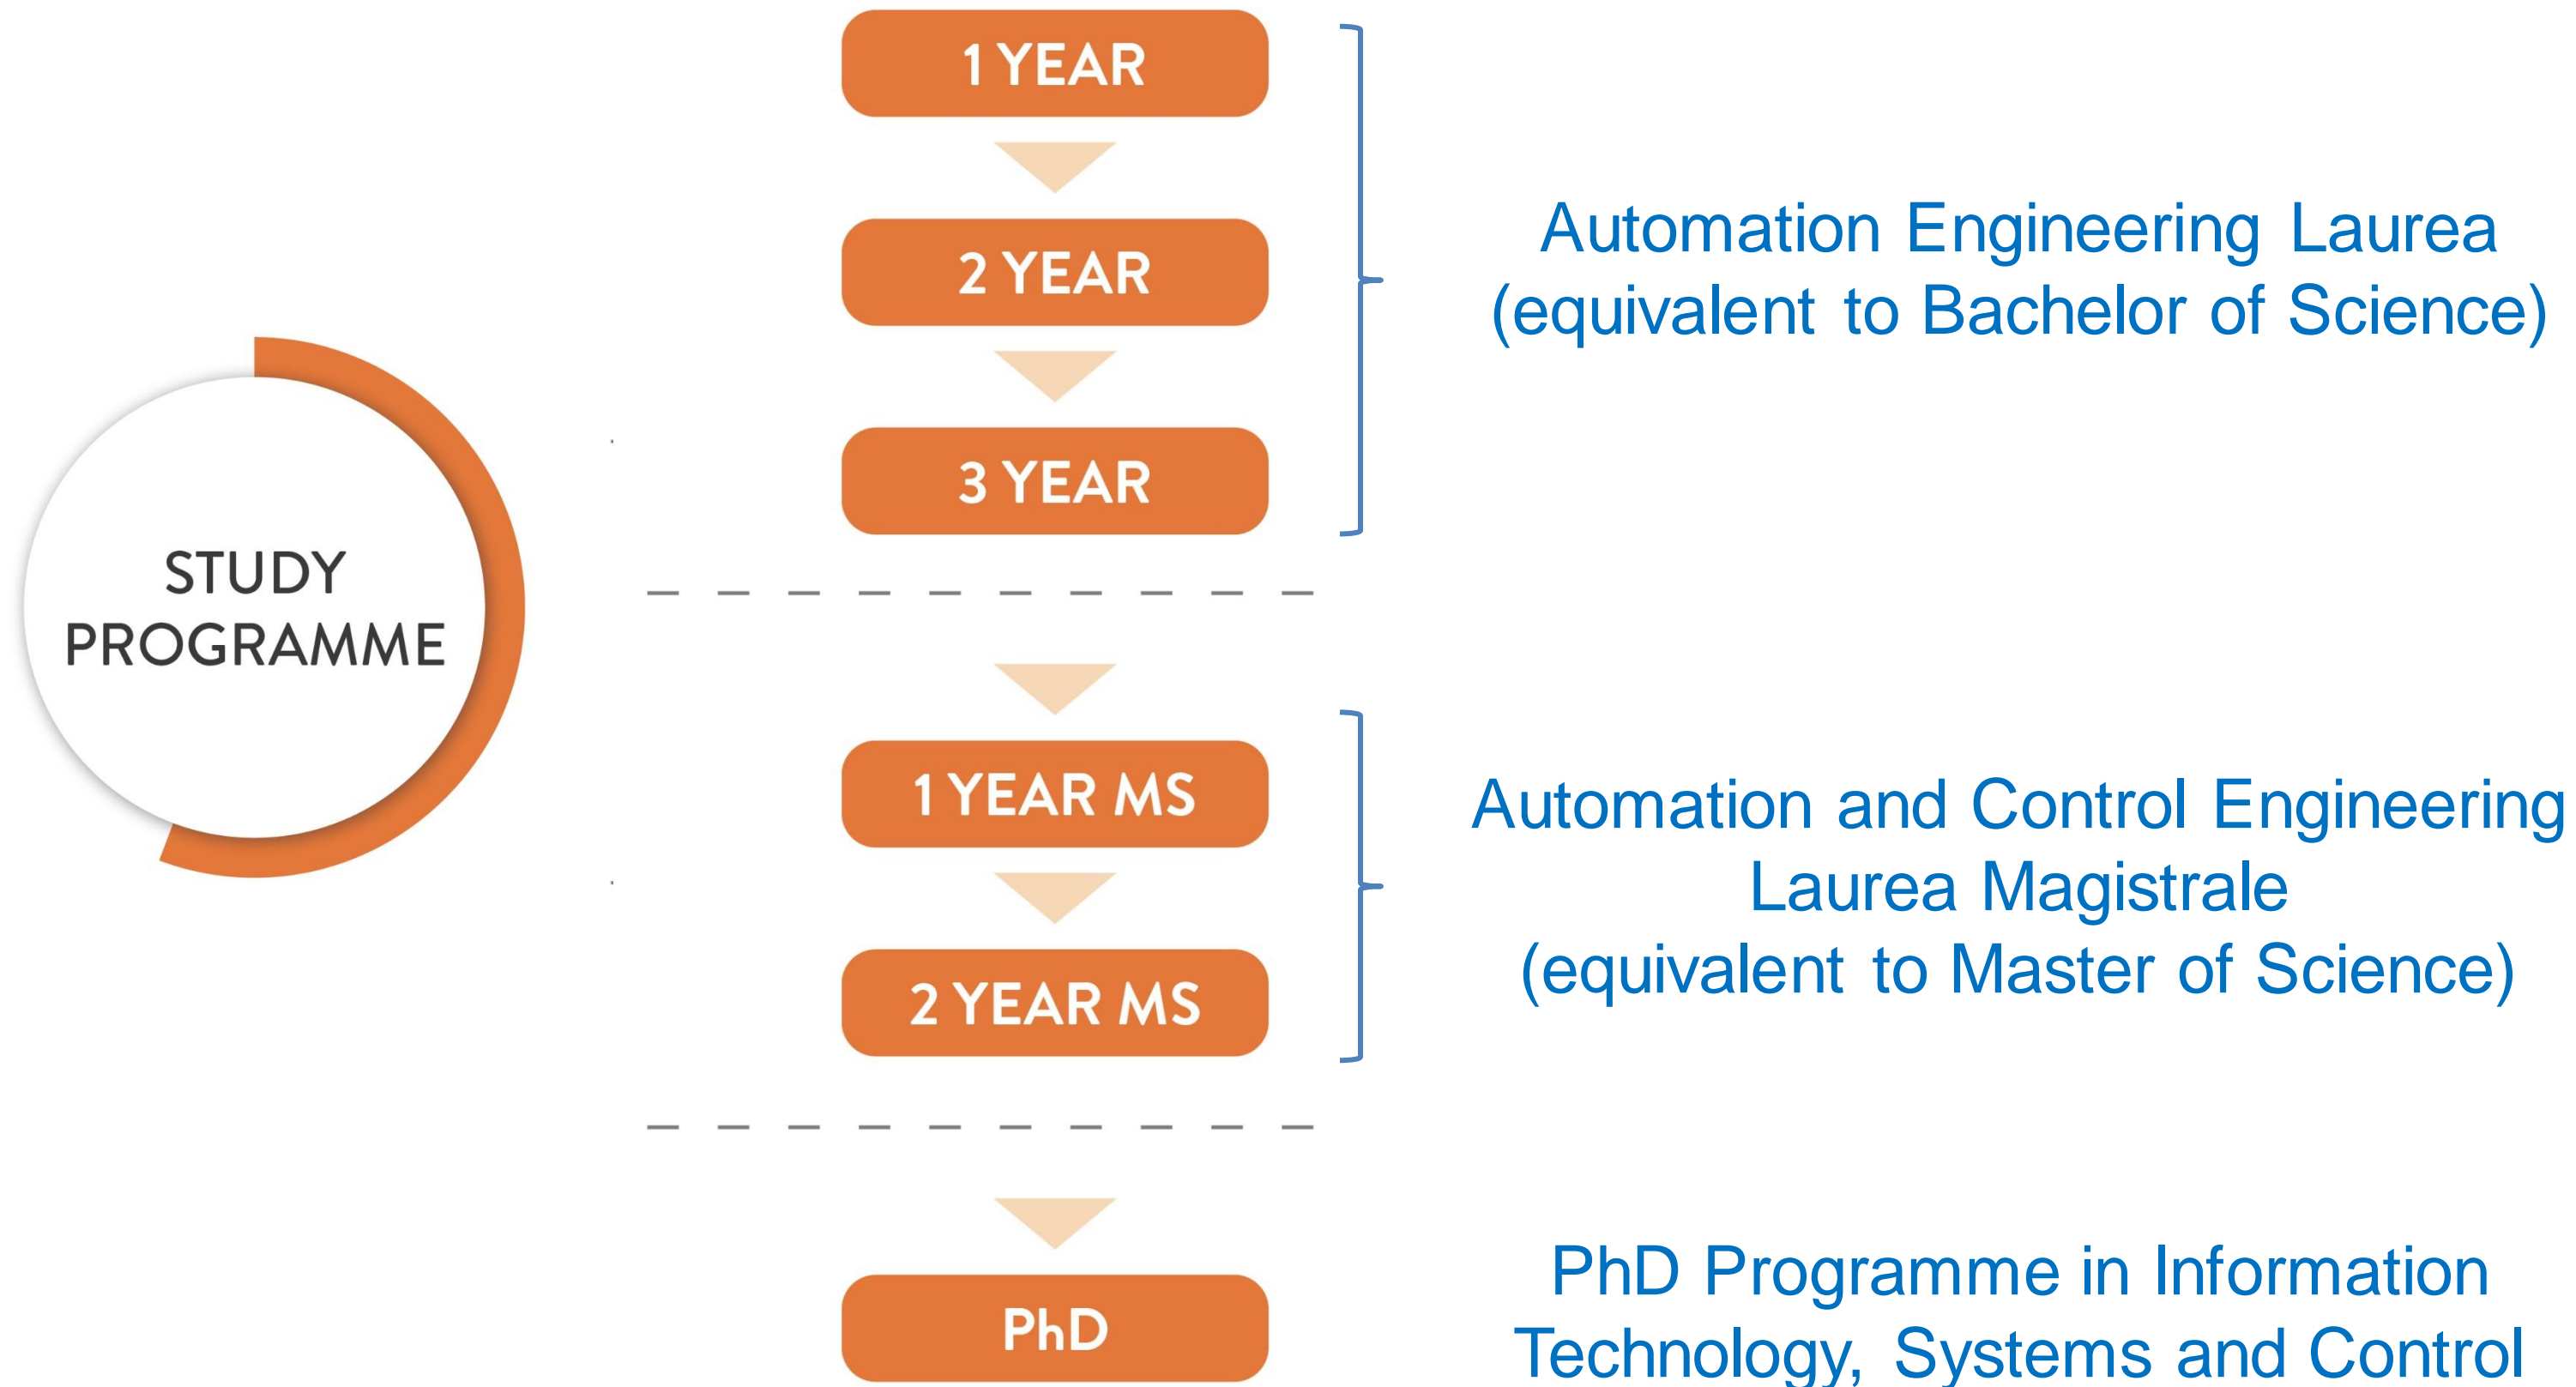 STUDY
PROGRAMME
1 YEAR
2 YEAR
3 YEAR
Automation Engineering Laurea
(equivalent to Bachelor of Science)
1 YEAR MS
2 YEAR MS
Automation and Control Engineering
Laurea Magistrale
(equivalent to Master of Science)
PhD
PhD Programme in Information
Technology, Systems and Control